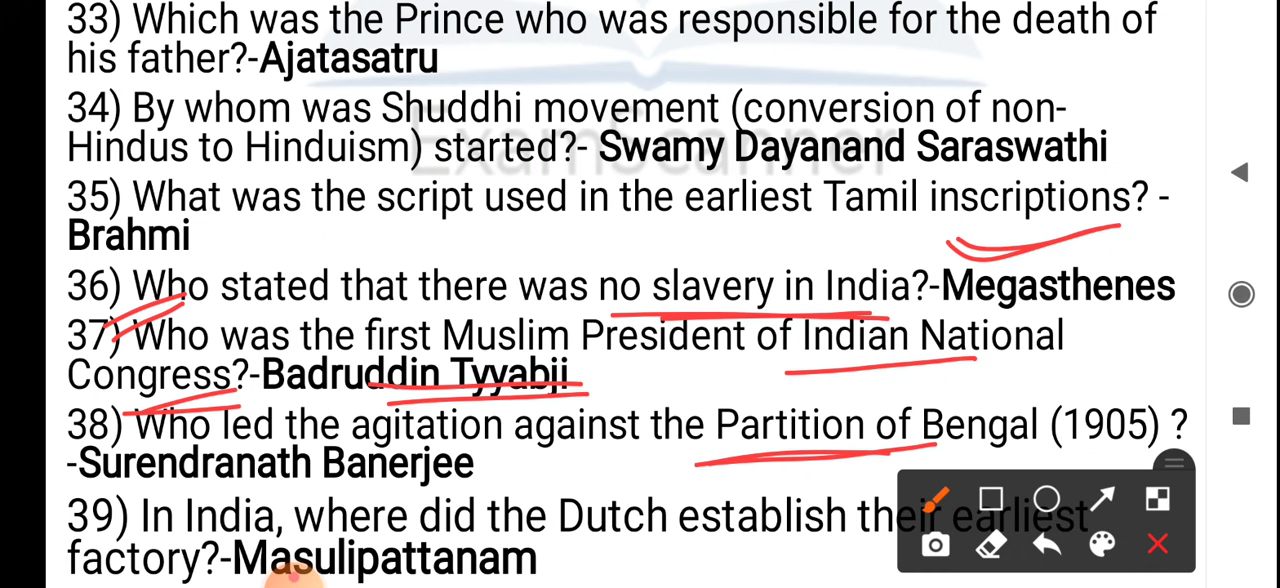 33) Which was the Prince who was responsible for the death of
his father?-Ajatasatru
34) By whom was Shuddhi movement (conversion of non-
Hindus to Hinduism) started?- Swamy Dayanand Saraswathi
35) What was the script used in the earliest Tamil inscriptions? -
Brahmi
36) Who stated that there was no slavery in India?-Megasthenes
37) Who was the first Muslim President of Indian National
Congress?-Badruddin Tyyabji
38) Who led the agitation against the Partition of Bengal (1905) ?
-Surendranath Banerjee
39) In India, where did the Dutch establish their earliest
factory?-Masulipattanam